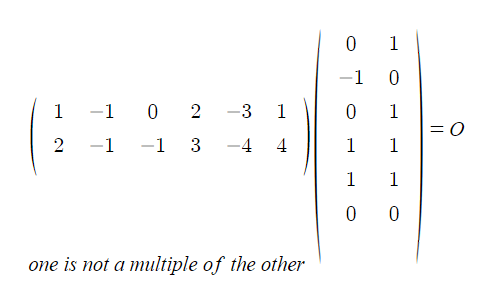 ( 1 −1 0 2 −3 1
2 −1 −1 3 −4 4 ) ( 0 1
−1 0
0 1
1 1
1 1
0 0 ) = O
one is not a multiple of the other